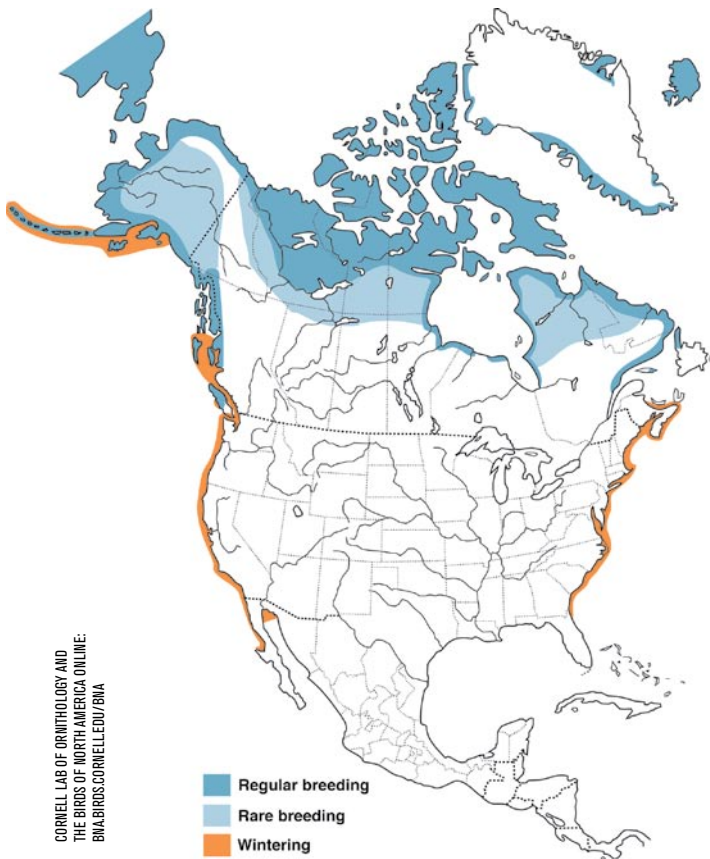 CORNELL LAB OF ORNITHOLOGY AND
THE BIRDS OF NORTH AMERICA ONLINE:
BNA.BIRDS.CORNELL.EDU/BNA
Regular breeding
Rare breeding
Wintering